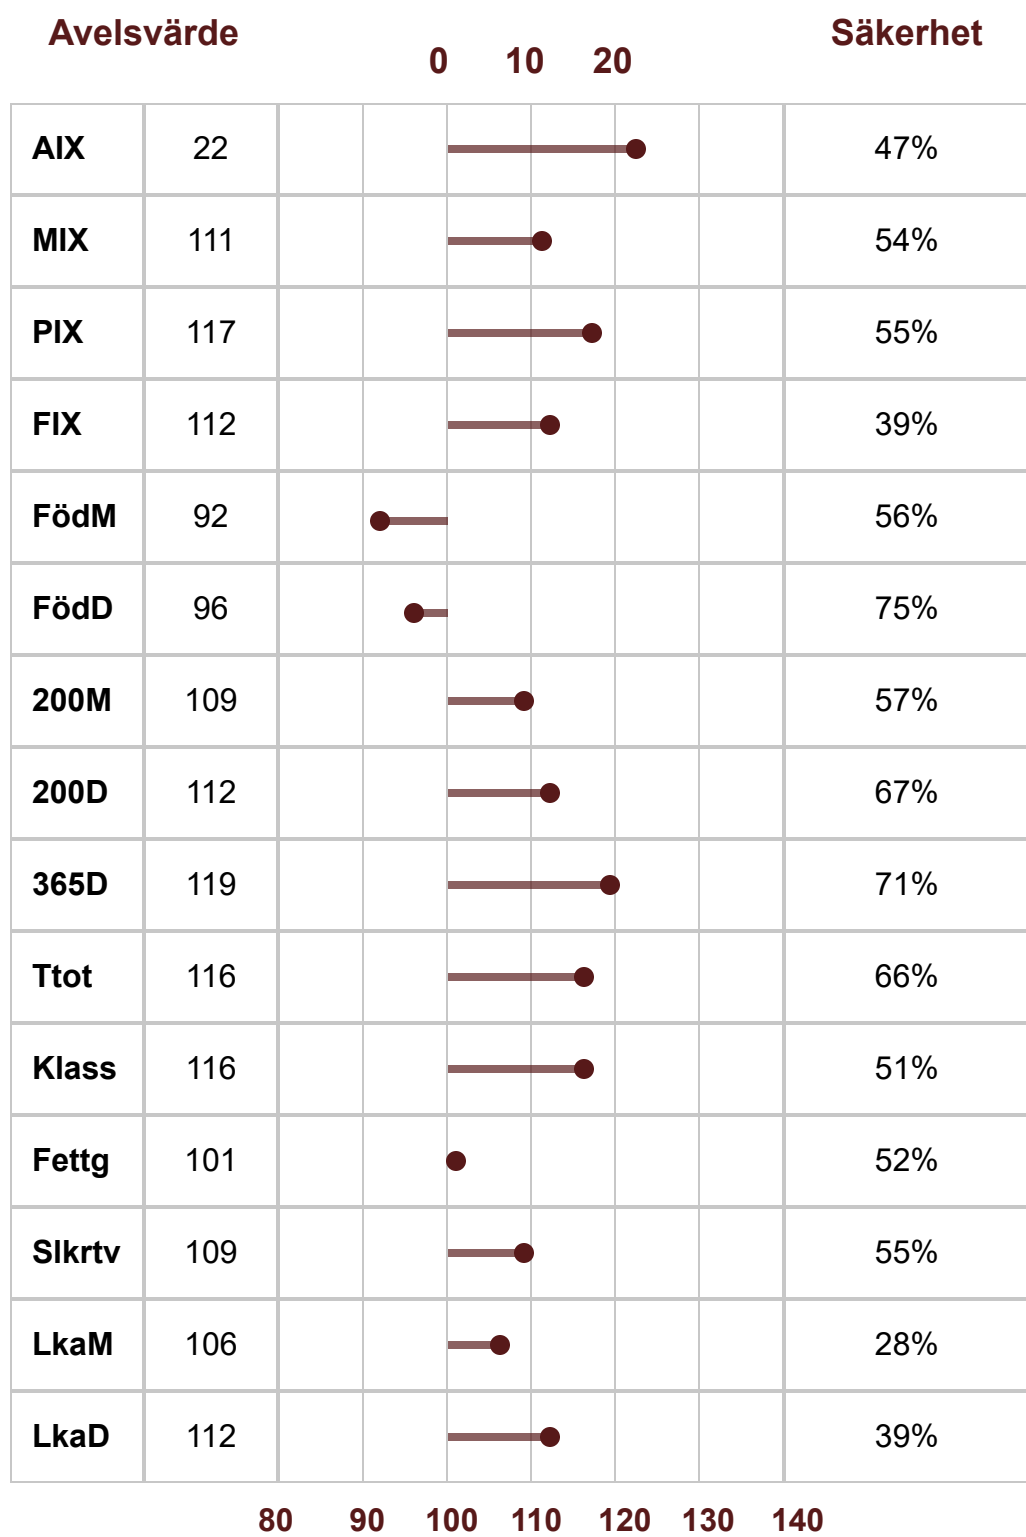 Avelsvärde Säkerhet
0 10 20
AIX 22 47%
MIX 111 54%
PIX 117 55%
FIX 112 39%
FödM 92 56%
FödD 96 75%
200M 109 57%
200D 112 67%
365D 119 71%
Ttot 116 66%
Klass 116 51%
Fettg 101 52%
Slkrtv 109 55%
LkaM 106 28%
LkaD 112 39%
80 90 100 110 120 130 140